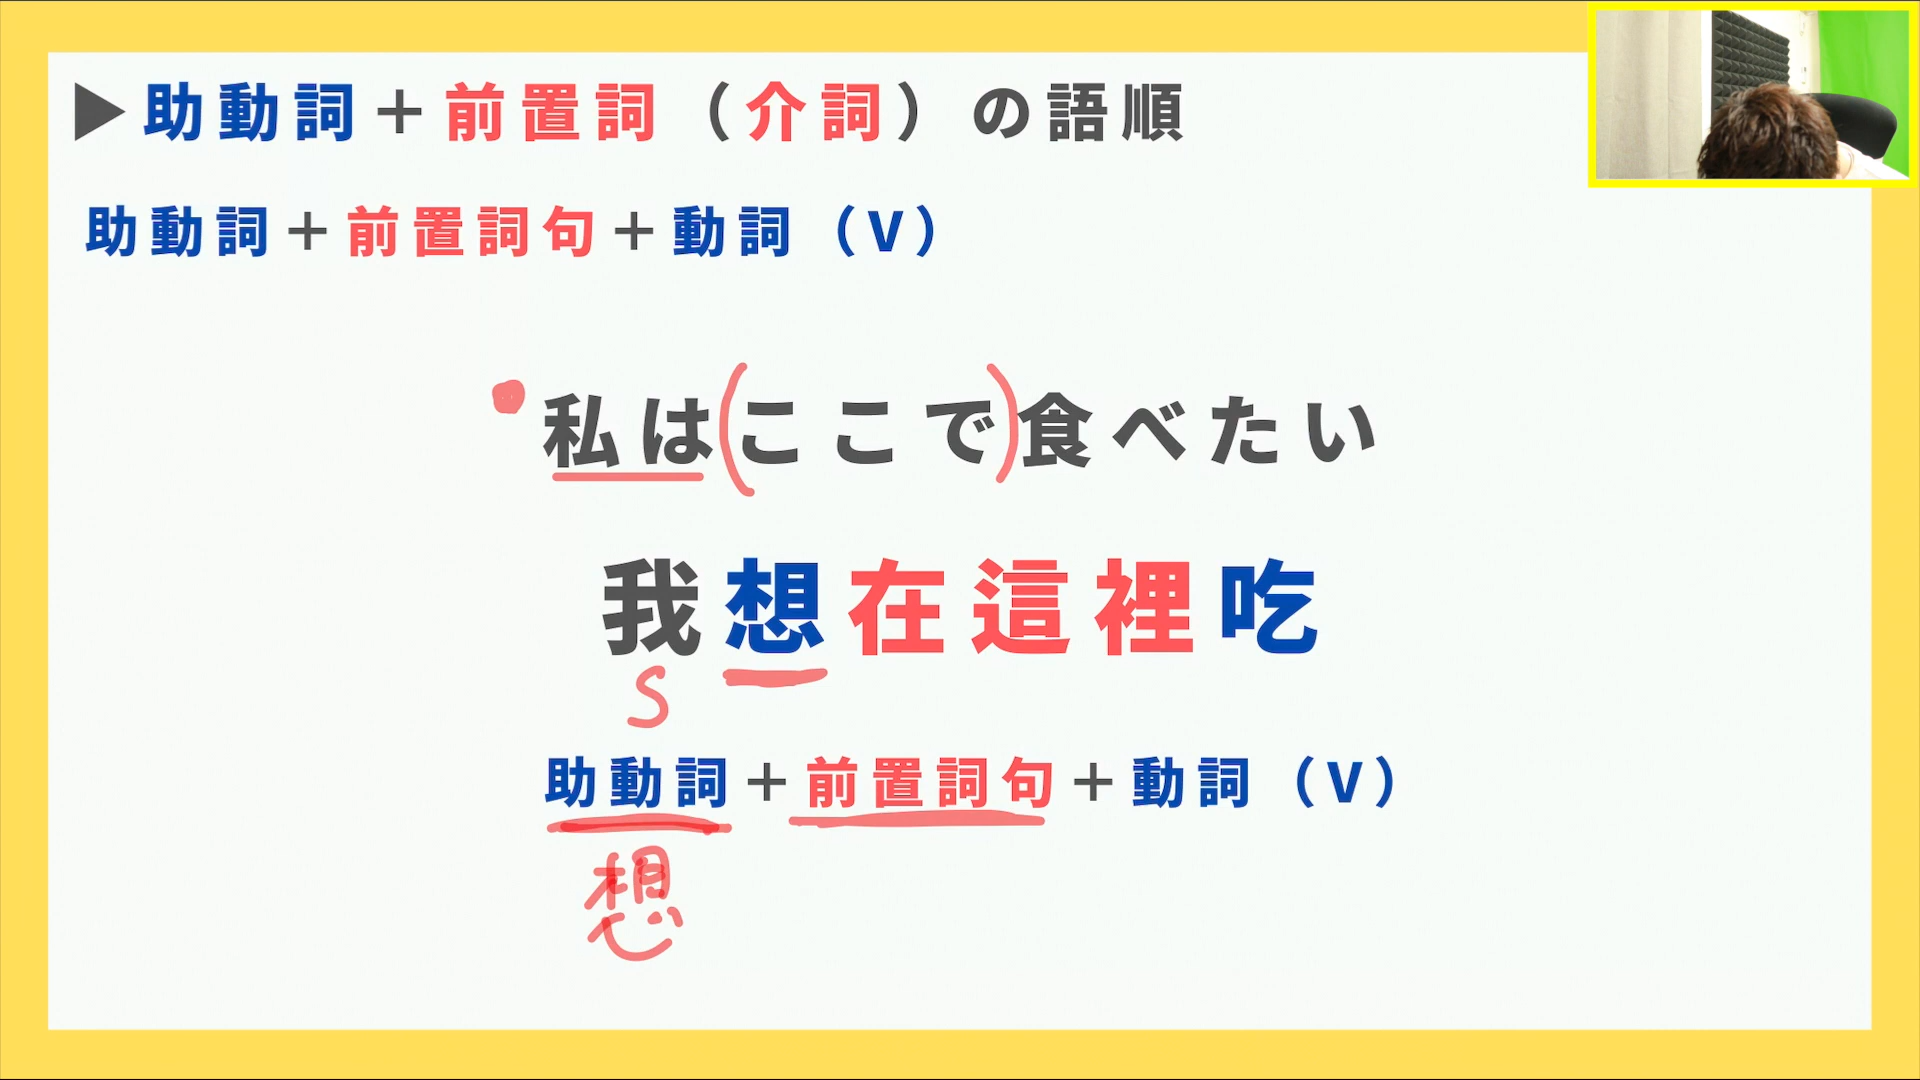 ▶助動詞＋前置詞（介詞）の語順
助動詞＋前置詞句＋動詞（V）
私は(ここで)食べたい
我想在這裡吃
S
助動詞＋前置詞句＋動詞（V）
想